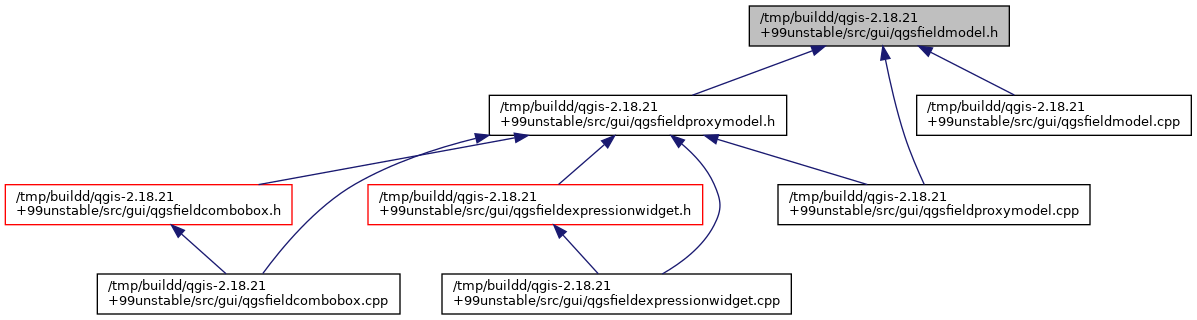 /tmp/buildd/qgis-2.18.21
+99unstable/src/gui/qgsfieldmodel.h
/tmp/buildd/qgis-2.18.21
+99unstable/src/gui/qgsfieldproxymodel.h
/tmp/buildd/qgis-2.18.21
+99unstable/src/gui/qgsfieldmodel.cpp
/tmp/buildd/qgis-2.18.21
+99unstable/src/gui/qgsfieldcombobox.h
/tmp/buildd/qgis-2.18.21
+99unstable/src/gui/qgsfieldexpressionwidget.h
/tmp/buildd/qgis-2.18.21
+99unstable/src/gui/qgsfieldproxymodel.cpp
/tmp/buildd/qgis-2.18.21
+99unstable/src/gui/qgsfieldcombobox.cpp
/tmp/buildd/qgis-2.18.21
+99unstable/src/gui/qgsfieldexpressionwidget.cpp